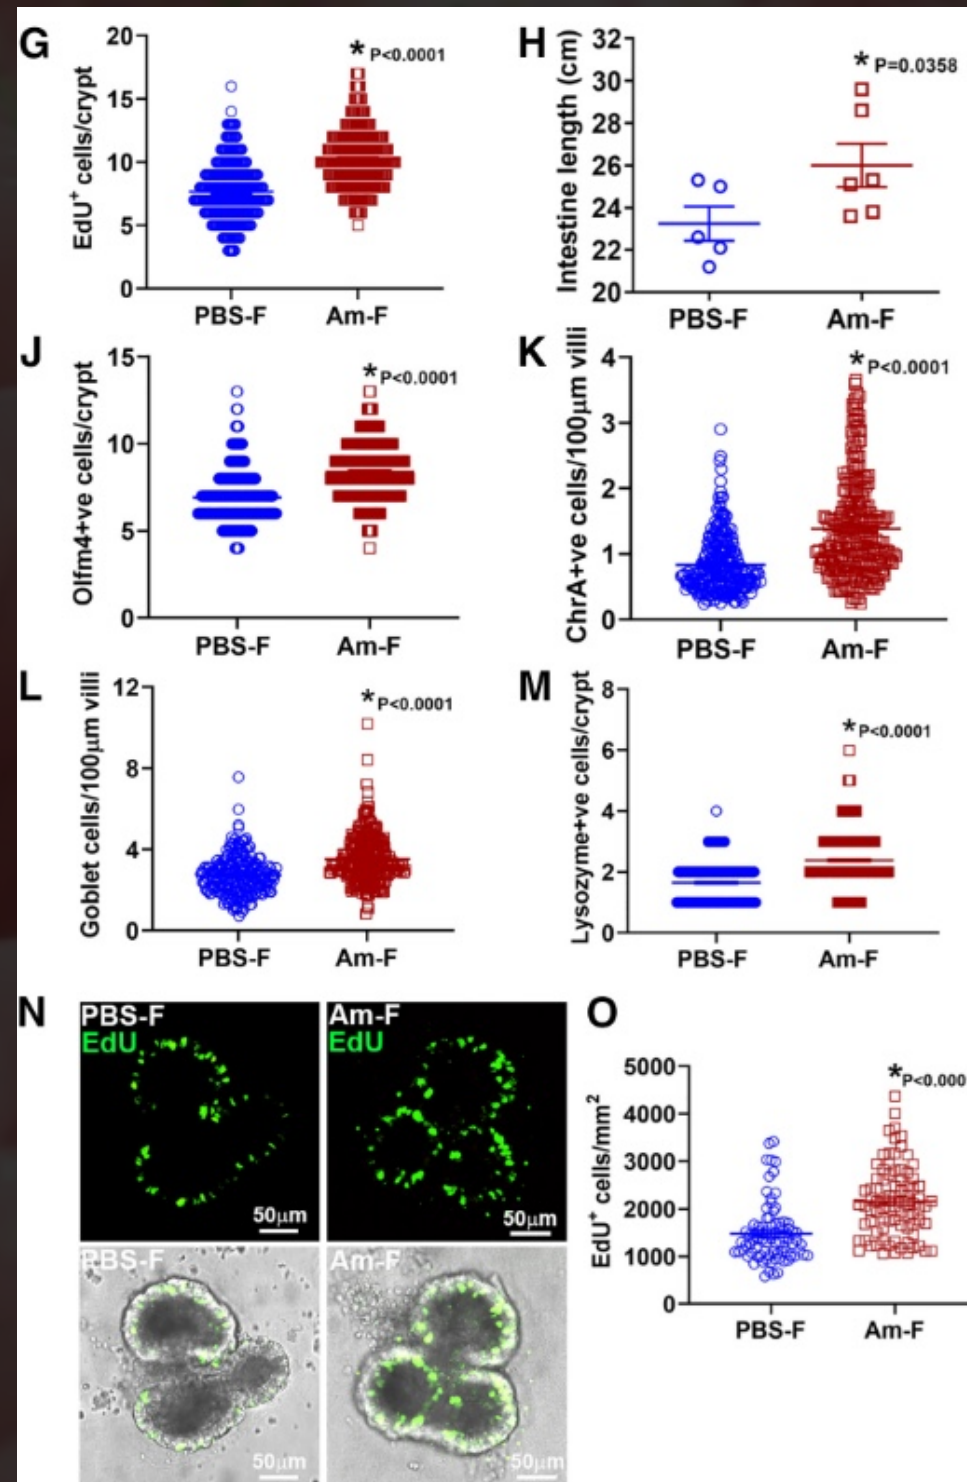 G
EdU+ cells/crypt
20
15
10
5
0
* P<0.0001
PBS-F Am-F
H
Intestine length (cm)
32
30
28
26
24
22
20
* P=0.0358
PBS-F Am-F
J
Olfm4+ve cells/crypt
15
10
5
0
* P<0.0001
PBS-F Am-F
K
ChrA+ve cells/100µm villi
4
3
2
1
0
* P<0.0001
PBS-F Am-F
L
Goblet cells/100µm villi
12
8
4
0
* P<0.0001
PBS-F Am-F
M
Lysozyme+ve cells/crypt
8
6
4
2
0
* P<0.0001
PBS-F Am-F
N
PBS-F
EdU
50µm
Am-F
EdU
50µm
PBS-F
50µm
Am-F
50µm
O
EdU+ cells/mm2
5000
4000
3000
2000
1000
0
* P<0.000
PBS-F Am-F